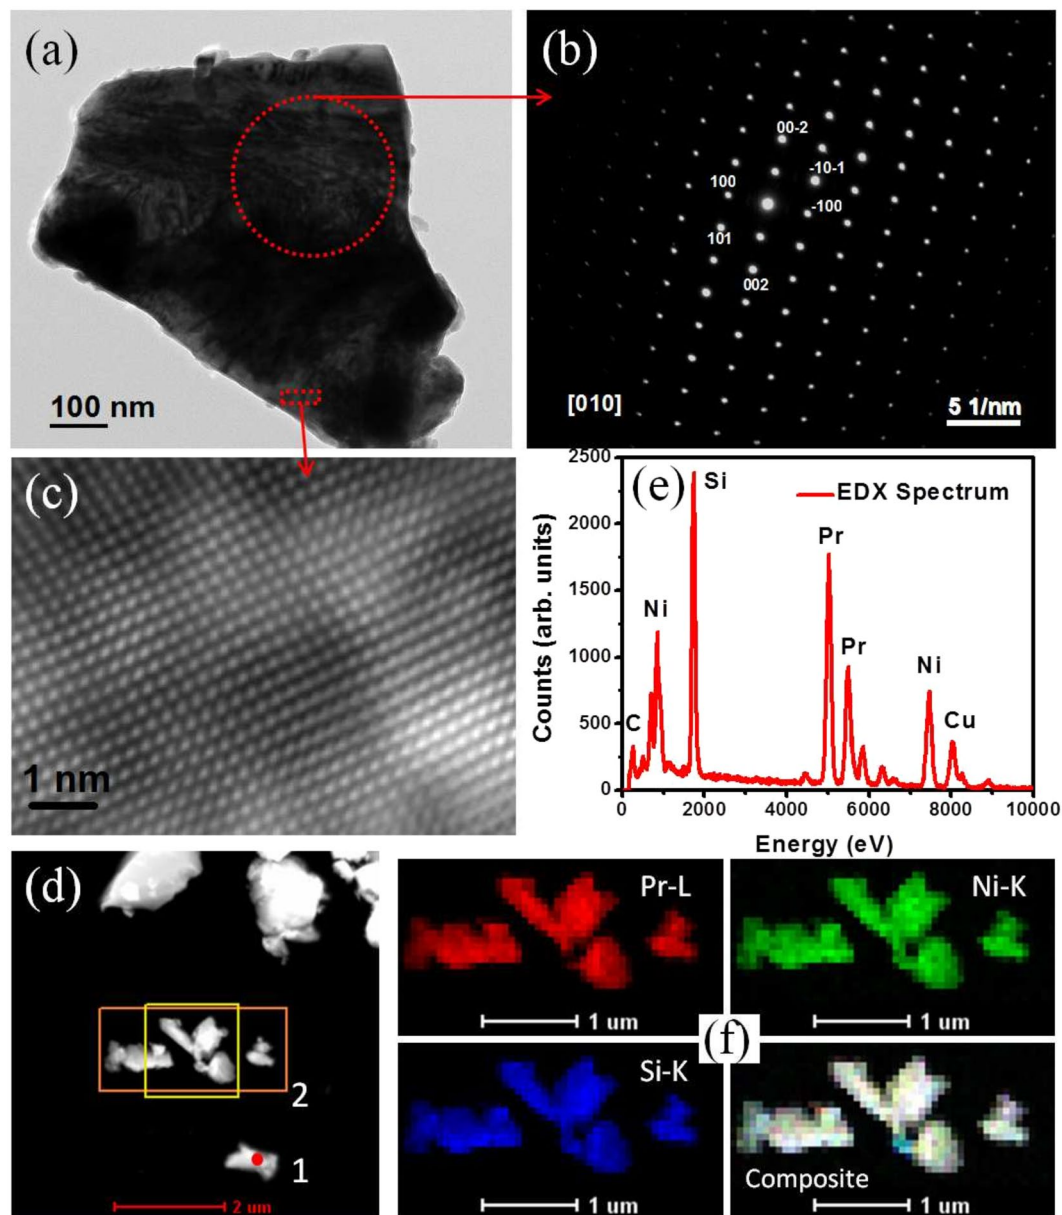 (a)
100 nm
(b)
00-2
-10-1
100
-100
101
002
[010]
5 1/nm
(c)
1 nm
(e)
EDX Spectrum
Si
Pr
Ni
Pr
Ni
C
Cu
Counts (arb. units)
2500
2000
1500
1000
500
0
0 2000 4000 6000 8000 10000
Energy (eV)
(d)
2
1
2 um
Pr-L
1 um
Ni-K
1 um
(f)
Si-K
1 um
Composite
1 um